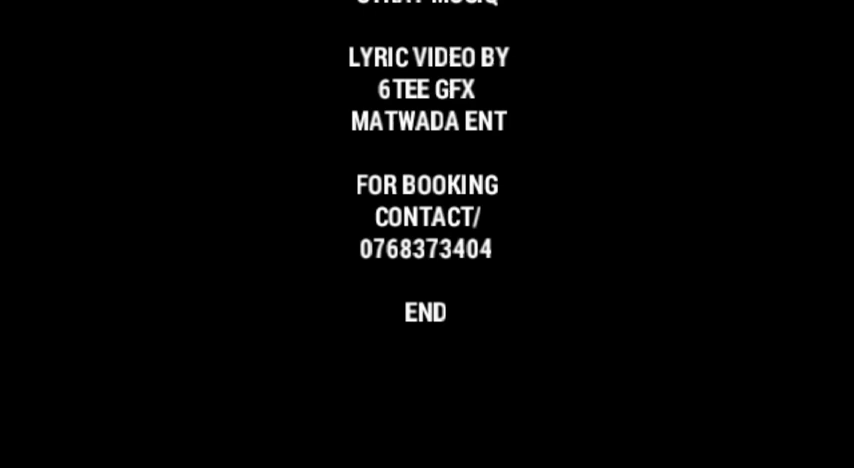 LYRIC VIDEO BY
6TEE GFX
MATWADA ENT
FOR BOOKING
CONTACT/
0768373404
END